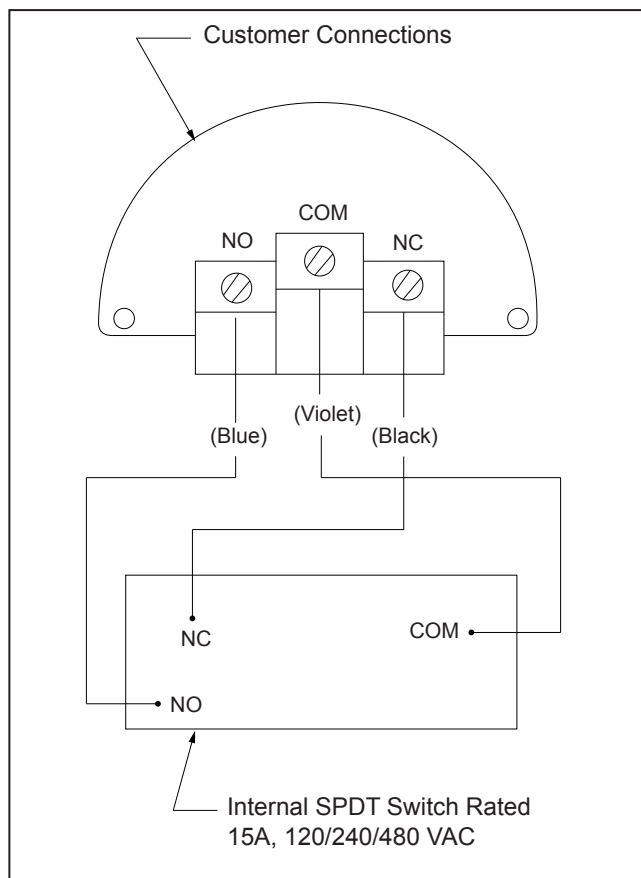 Customer Connections
COM
NO
NC
(Violet)
(Blue)
(Black)
NC
COM
NO
Internal SPDT Switch Rated
15A, 120/240/480 VAC